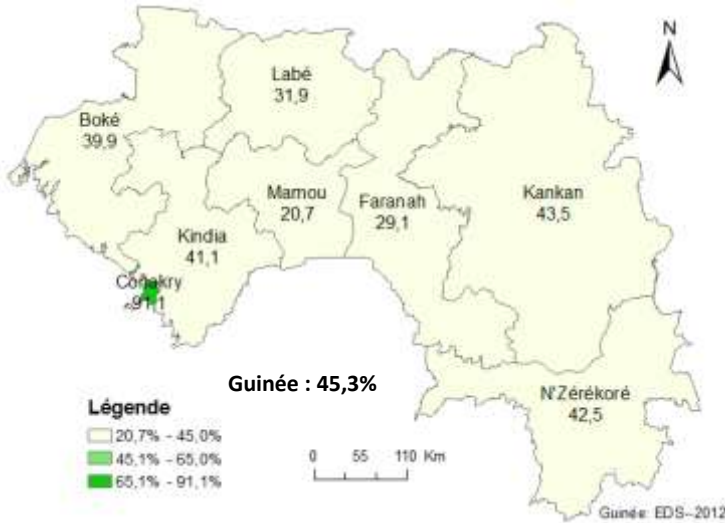 N
Labé
31,9
Boké
39,9
Mamou
20,7
Faranah
29,1
Kankan
43,5
Kindia
41,1
Conakry
91,1
Guinée : 45,3%
N'Zérékoré
42,5
Légende
20,7% - 45,0%
45,1% - 65,0%
65,1% - 91,1%
0 55 110 Km
Guinée: EDS-2012